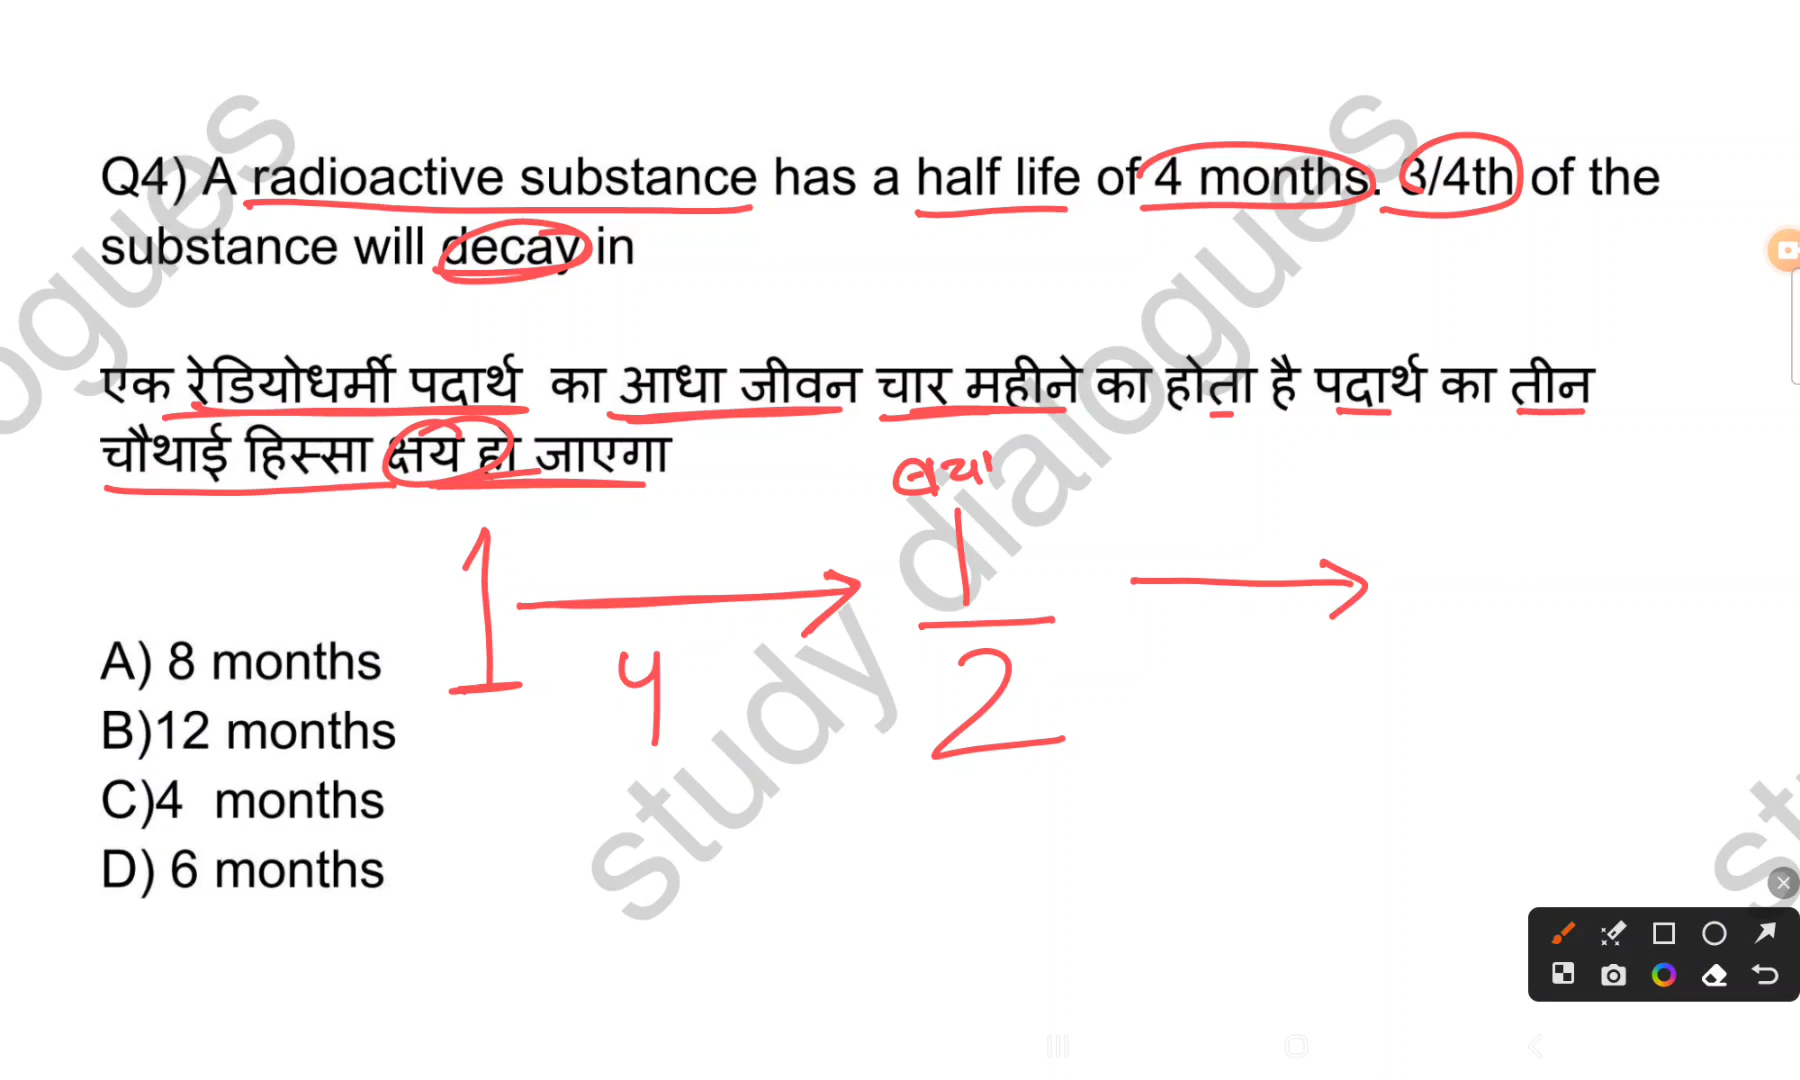 Q4) A radioactive substance has a half life of 4 months. 3/4th of the
substance will decay in
एक रेडियोधर्मी पदार्थ का आधा जीवन चार महीने का होता है पदार्थ का तीन
चौथाई हिस्सा क्षय हो जाएगा
बचा
1 4 1/2
A) 8 months
B)12 months
C)4 months
D) 6 months
study dialogues
ogues
st